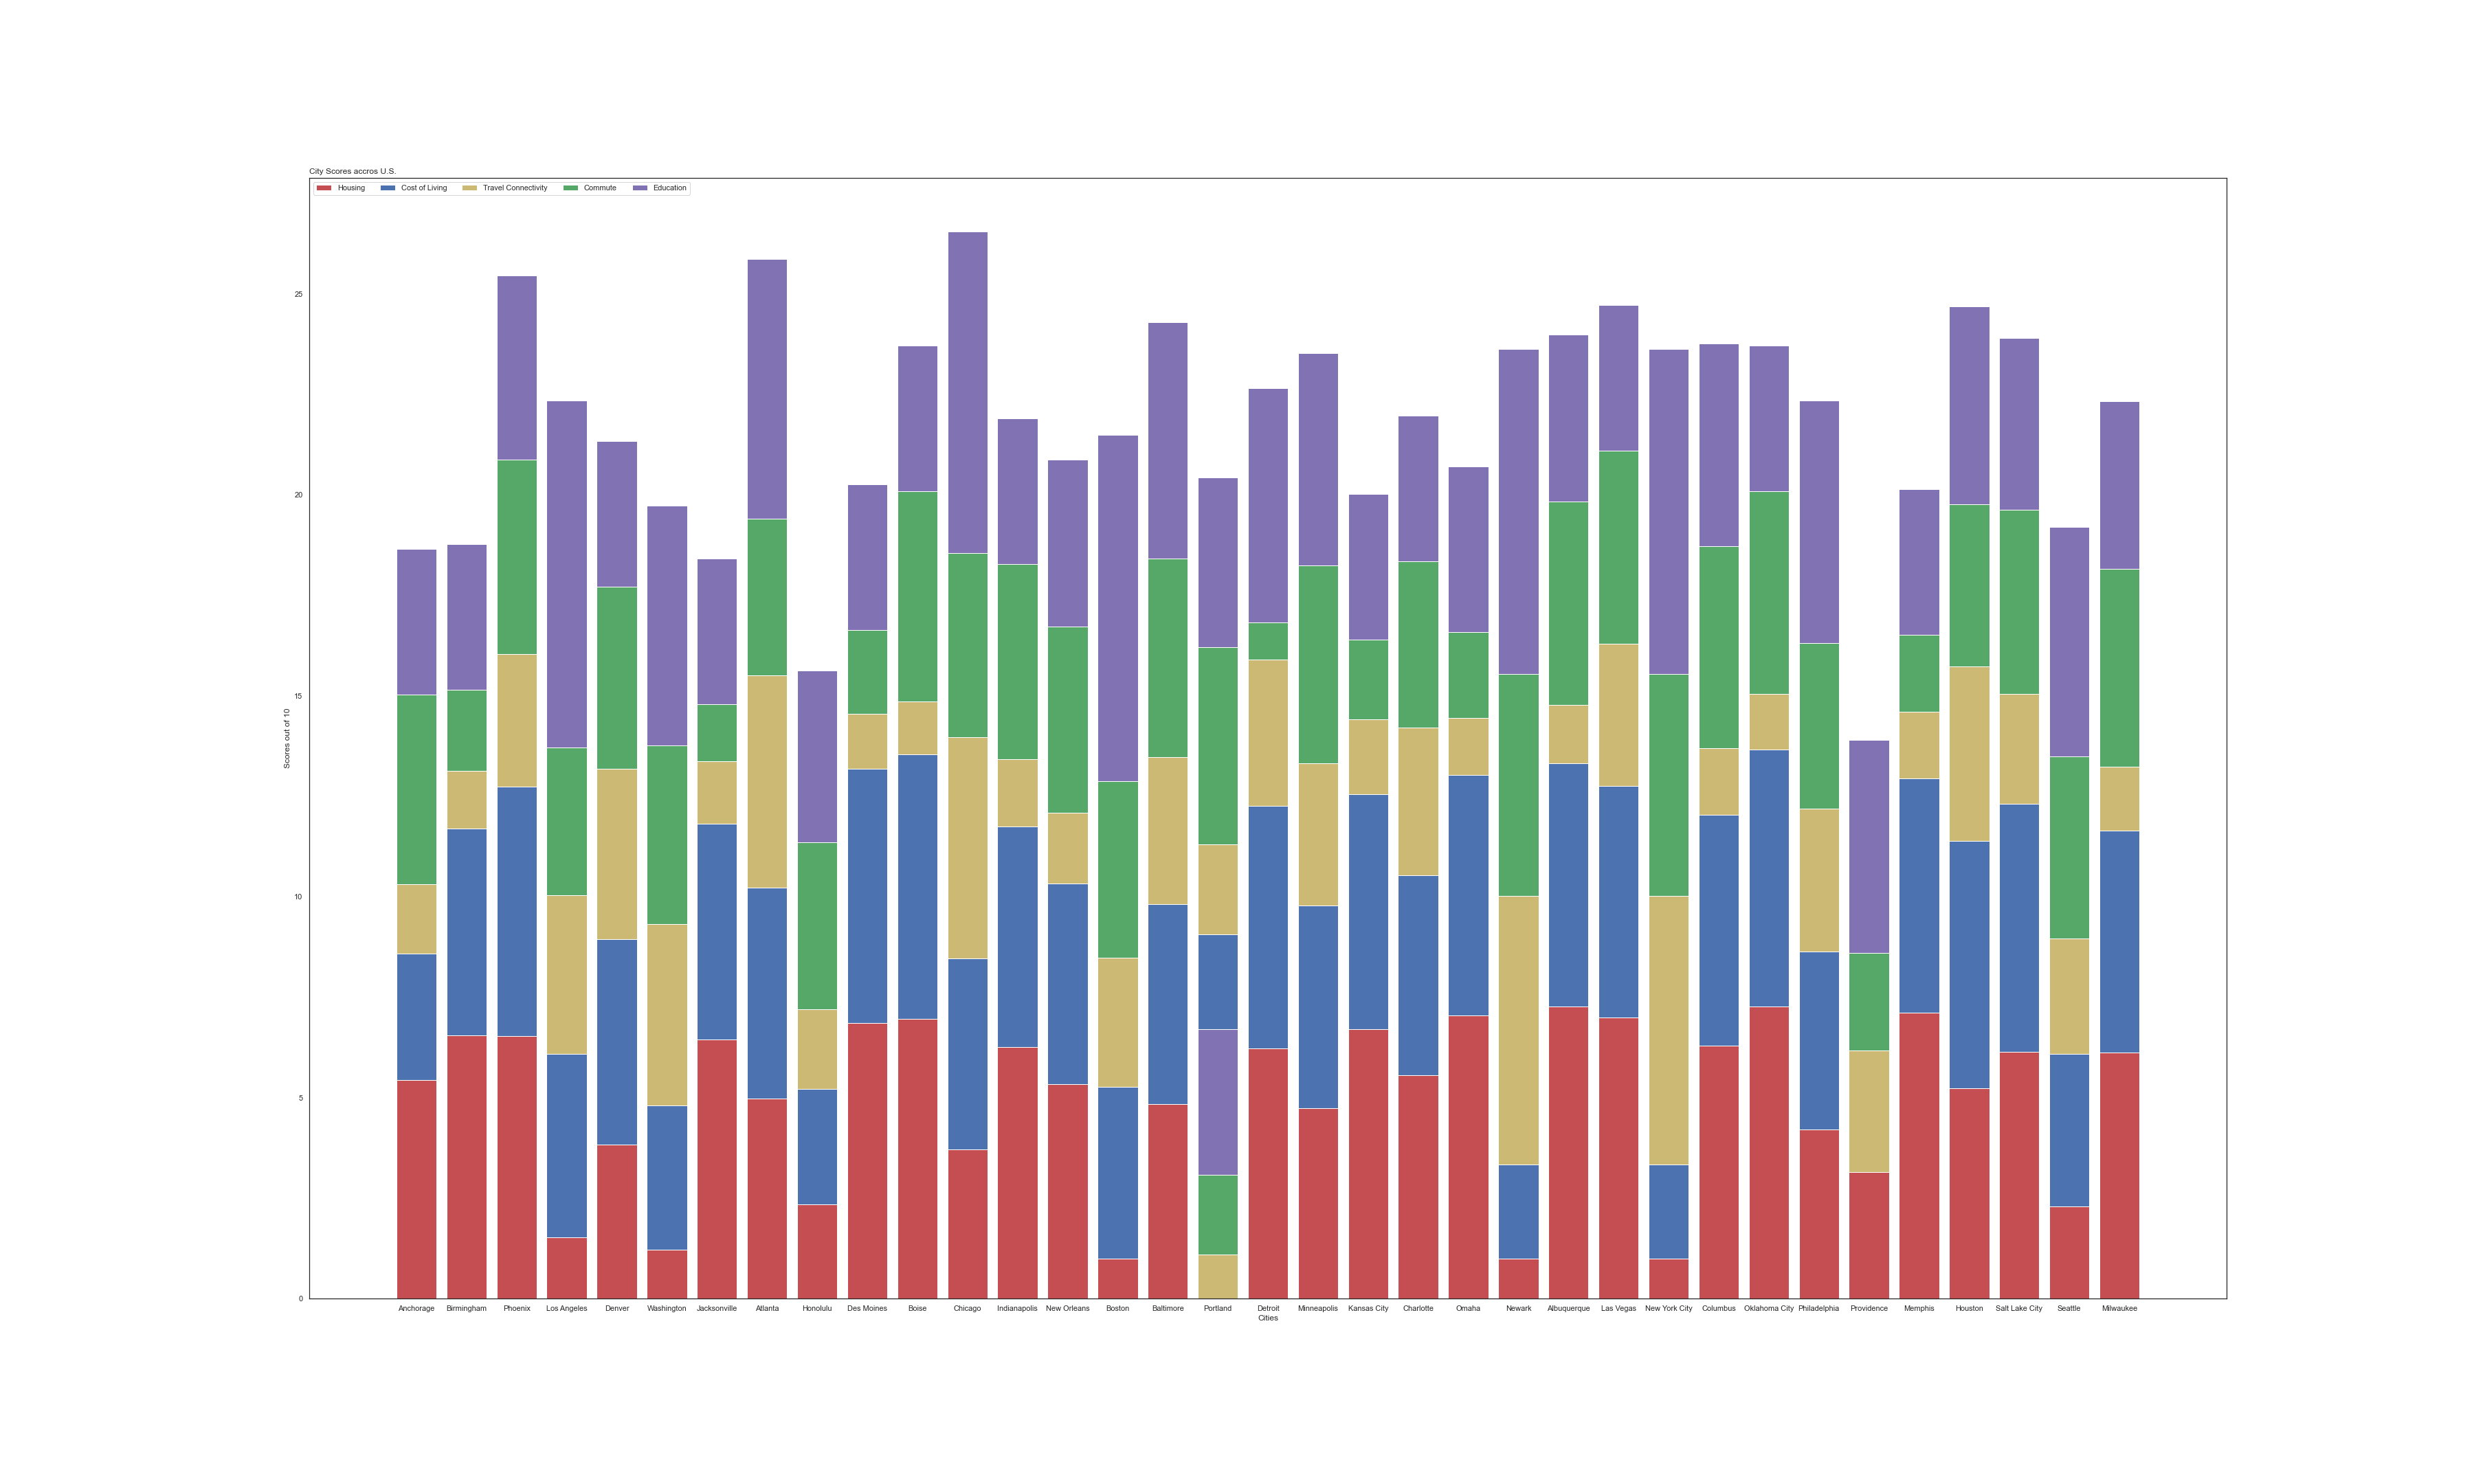 City Scores accros U.S.
Housing Cost of Living Travel Connectivity Commute Education
25
20
15
Scores out of 10
10
5
0
Anchorage Birmingham Phoenix Los Angeles Denver Washington Jacksonville Atlanta Honolulu Des Moines Boise Chicago Indianapolis New Orleans Boston Baltimore Portland Detroit Minneapolis Kansas City Charlotte Omaha Newark Albuquerque Las Vegas New York City Columbus Oklahoma City Philadelphia Providence Memphis Houston Salt Lake City Seattle Milwaukee
Cities